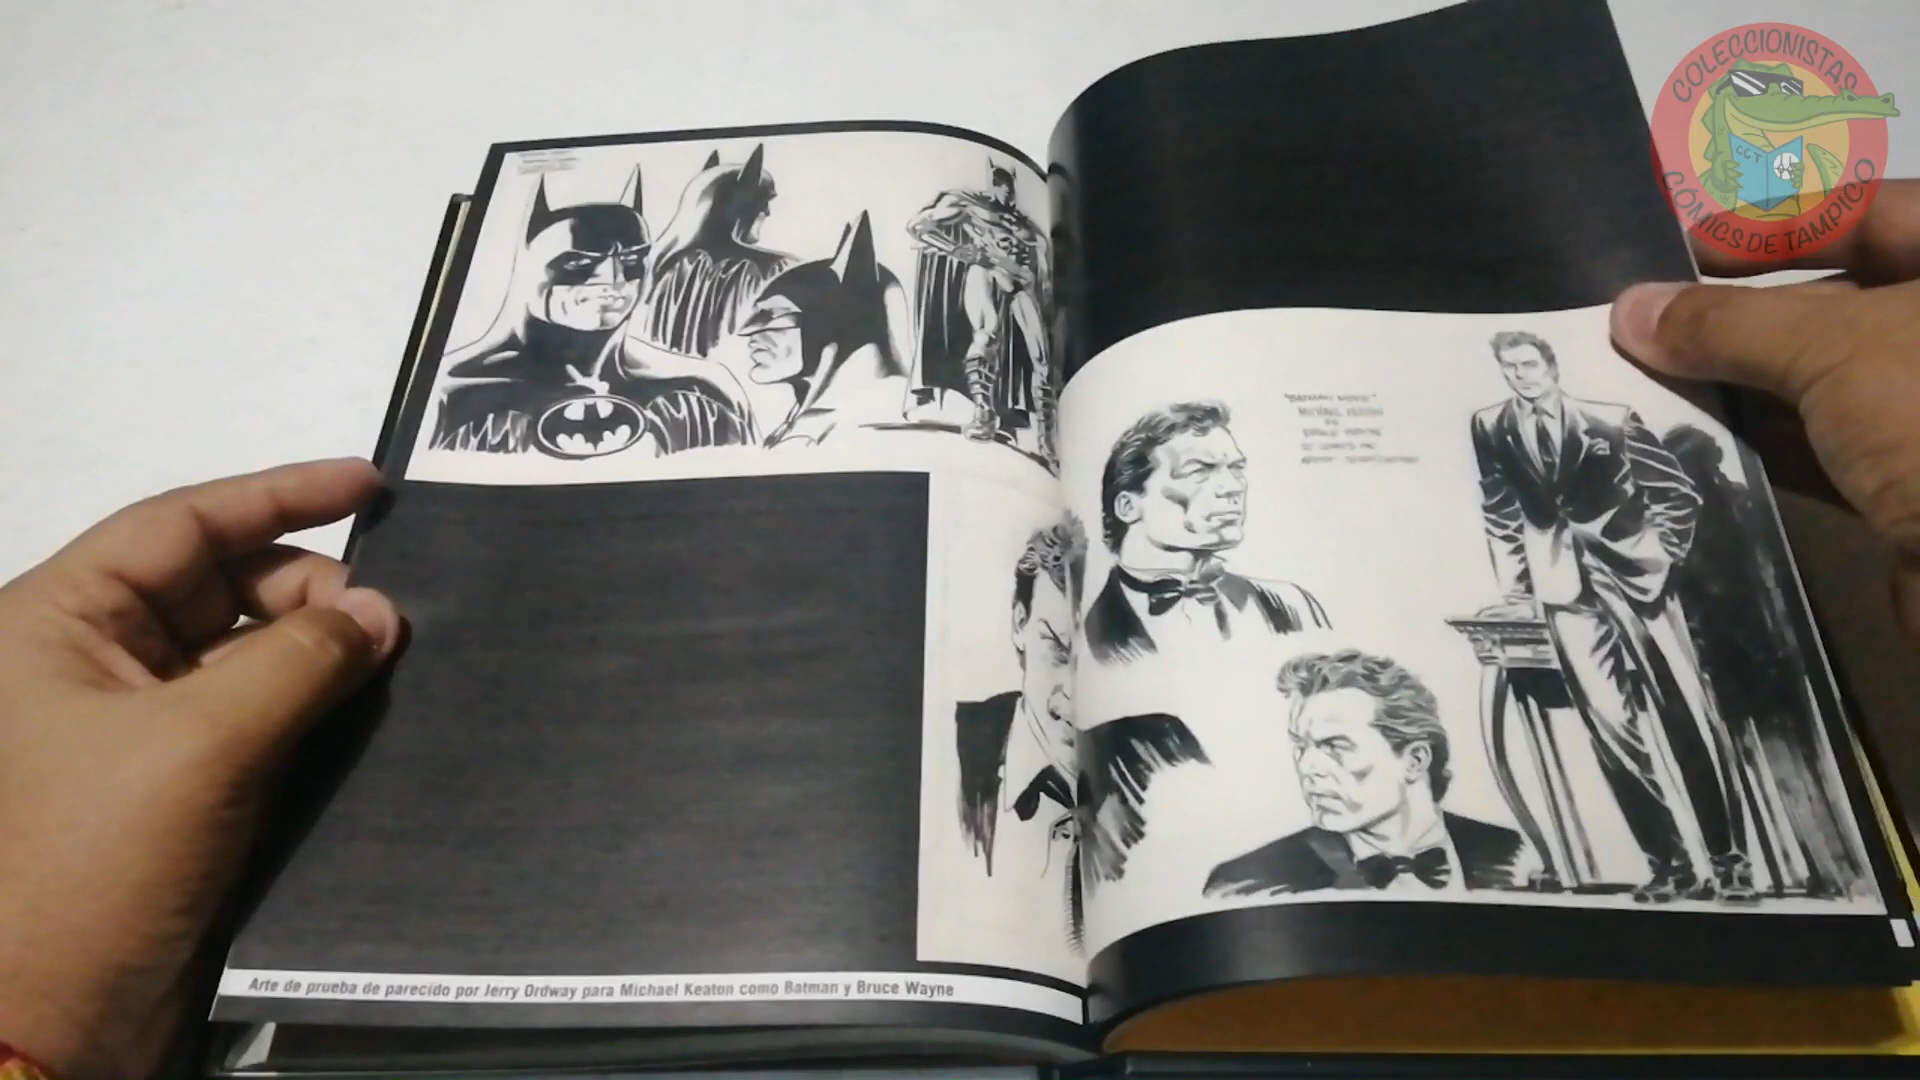 COLECCIONISTAS
CCT
CÓMICS DE TAMPICO
"BATMAN MOVIE"
MICHAEL KEATON
AS
BRUCE WAYNE
Arte de prueba de parecido por Jerry Ordway para Michael Keaton como Batman y Bruce Wayne